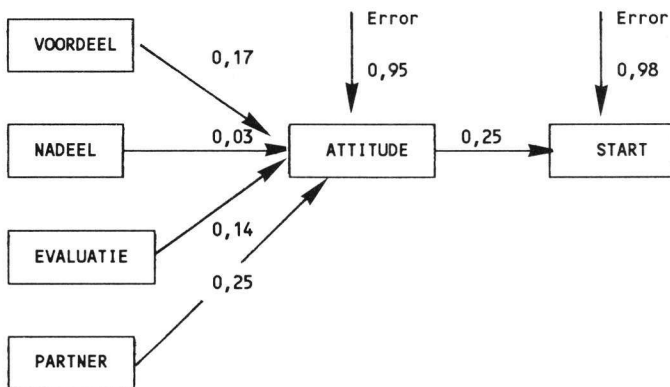 Error
Error
VOORDEEL
0,17
0,95
0,98
NADEEL
0,03
ATTITUDE
0,25
START
0,14
EVALUATIE
0,25
PARTNER